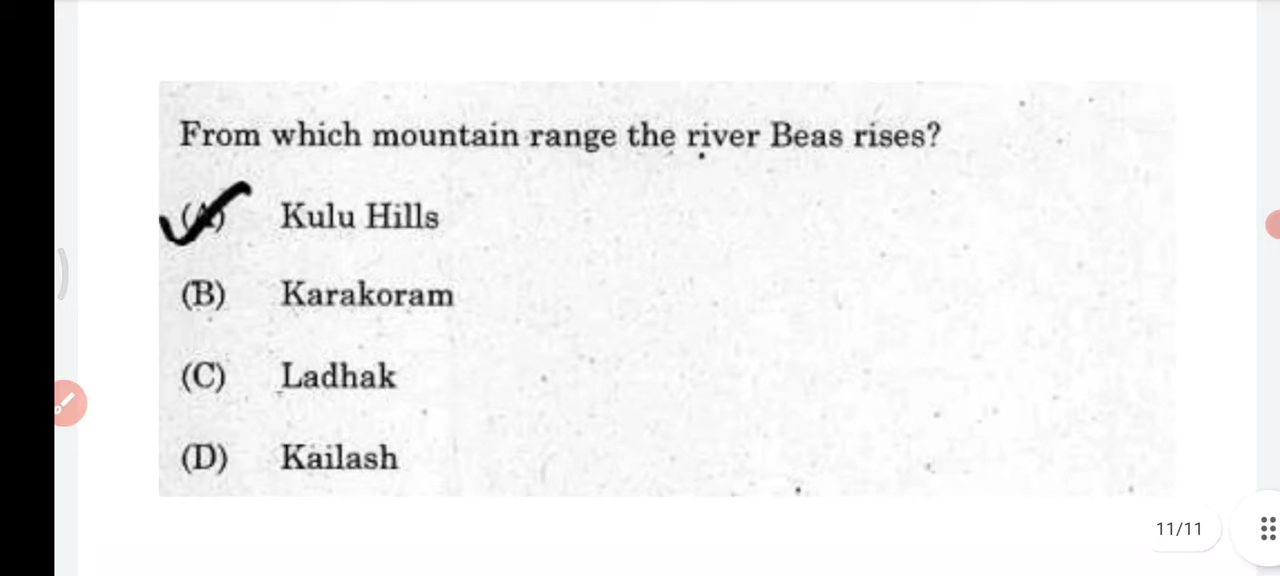 From which mountain range the river Beas rises?
(A) Kulu Hills
(B) Karakoram
(C) Ladhak
(D) Kailash
11/11